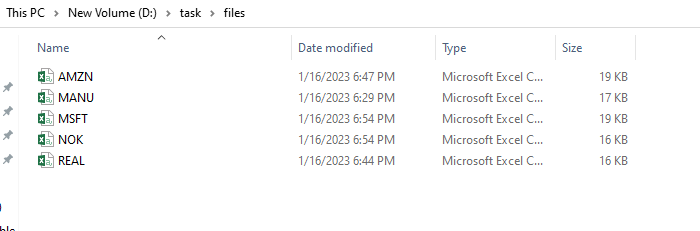 This PC > New Volume (D:) > task > files
Name Date modified Type Size
AMZN 1/16/2023 6:47 PM Microsoft Excel C... 19 KB
MANU 1/16/2023 6:29 PM Microsoft Excel C... 17 KB
MSFT 1/16/2023 6:54 PM Microsoft Excel C... 19 KB
NOK 1/16/2023 6:54 PM Microsoft Excel C... 16 KB
REAL 1/16/2023 6:44 PM Microsoft Excel C... 16 KB